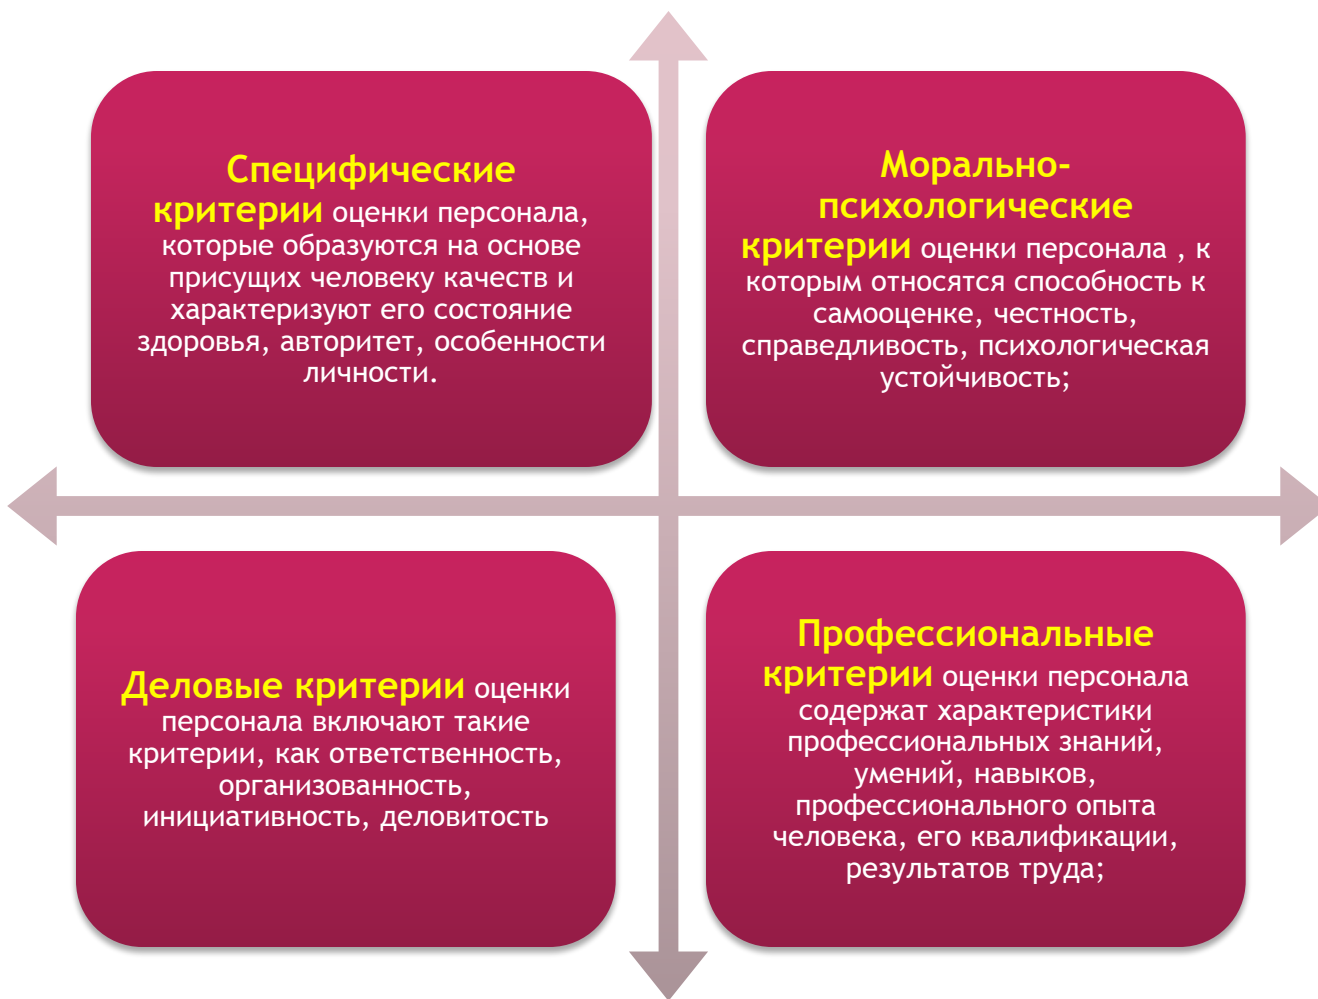 Специфические
критерии оценки персонала,
которые образуются на основе
присущих человеку качеств и
характеризуют его состояние
здоровья, авторитет, особенности
личности.
Морально-
психологические
критерии оценки персонала , к
которым относятся способность к
самооценке, честность,
справедливость, психологическая
устойчивость;
Деловые критерии оценки
персонала включают такие
критерии, как ответственность,
организованность,
инициативность, деловитость
Профессиональные
критерии оценки персонала
содержат характеристики
профессиональных знаний,
умений, навыков,
профессионального опыта
человека, его квалификации,
результатов труда;